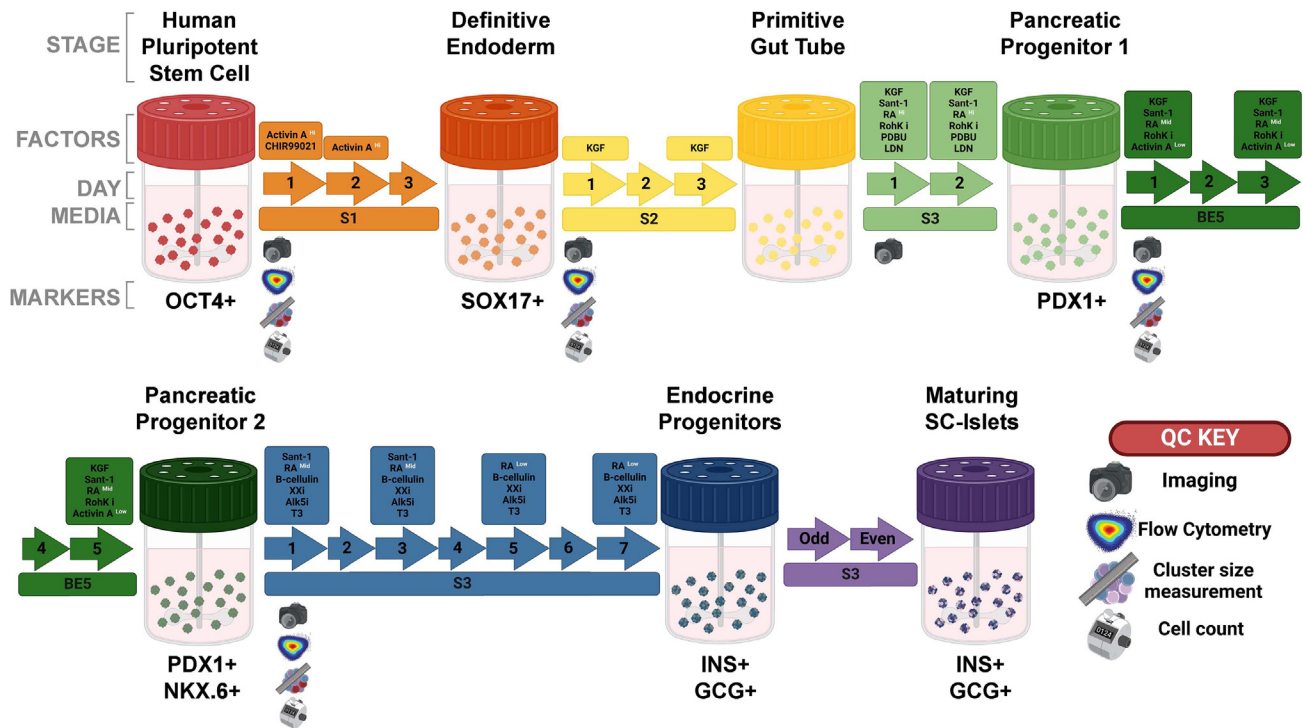 STAGE
Human
Pluripotent
Stem Cell
Definitive
Endoderm
Primitive
Gut Tube
Pancreatic
Progenitor 1
FACTORS
Activin A HI
CHIR99021
Activin A HI
KGF
KGF
KGF
Sant-1
RA HI
RohK i
PDBU
LDN
KGF
Sant-1
RA HI
RohK i
PDBU
LDN
KGF
Sant-1
RA Mid
RohK i
Activin A Low
KGF
Sant-1
RA Mid
RohK i
Activin A Low
DAY
1
2
3
1
2
3
1
2
1
2
3
MEDIA
S1
S2
S3
BE5
MARKERS
OCT4+
SOX17+
PDX1+
Pancreatic
Progenitor 2
Endocrine
Progenitors
Maturing
SC-Islets
KGF
Sant-1
RA Mid
RohK i
Activin A Low
Sant-1
RA Mid
B-cellulin
XXi
Alk5i
T3
Sant-1
RA Mid
B-cellulin
XXi
Alk5i
T3
RA Low
B-cellulin
XXi
Alk5i
T3
RA Low
B-cellulin
XXi
Alk5i
T3
4
5
1
2
3
4
5
6
7
Odd
Even
BE5
S3
S3
PDX1+
NKX.6+
INS+
GCG+
INS+
GCG+
QC KEY
Imaging
Flow Cytometry
Cluster size
measurement
Cell count